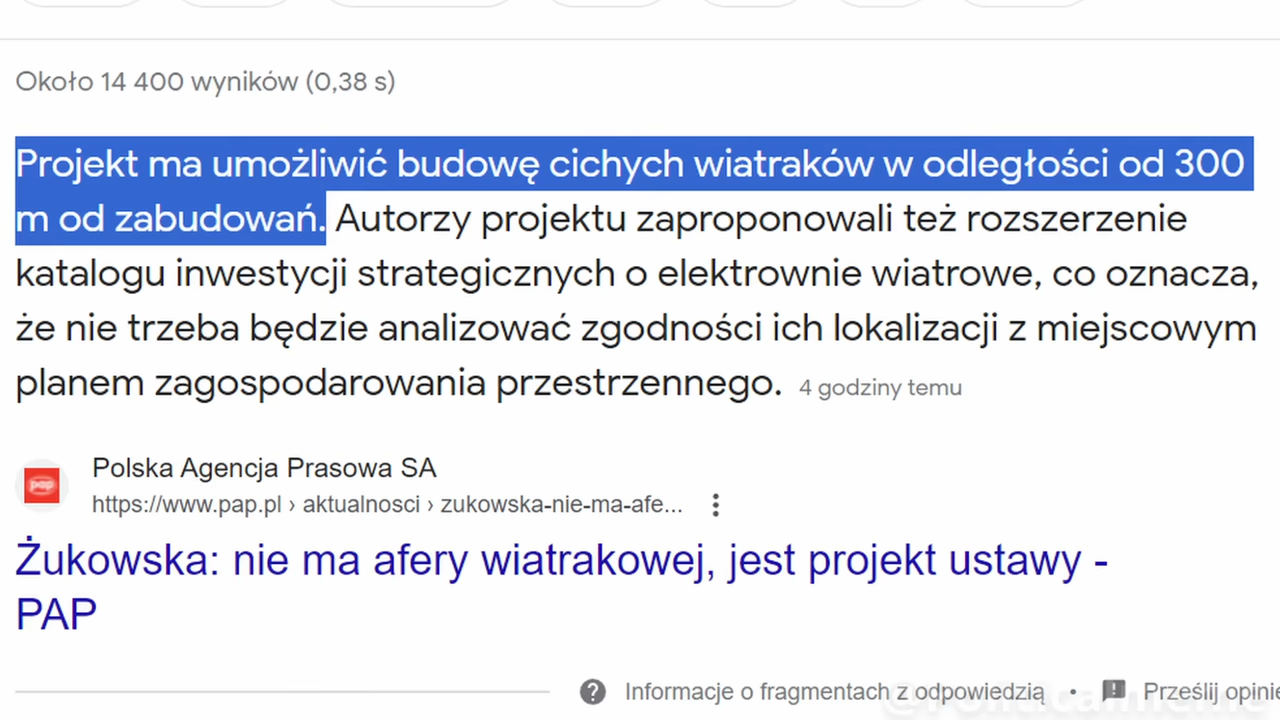 Około 14 400 wyników (0,38 s)
Projekt ma umożliwić budowę cichych wiatraków w odległości od 300
m od zabudowań. Autorzy projektu zaproponowali też rozszerzenie
katalogu inwestycji strategicznych o elektrownie wiatrowe, co oznacza,
że nie trzeba będzie analizować zgodności ich lokalizacji z miejscowym
planem zagospodarowania przestrzennego. 4 godziny temu
pap
Polska Agencja Prasowa SA
https://www.pap.pl › aktualnosci › zukowska-nie-ma-afe...
Żukowska: nie ma afery wiatrakowej, jest projekt ustawy -
PAP
Informacje o fragmentach z odpowiedzią • Prześlij opinie